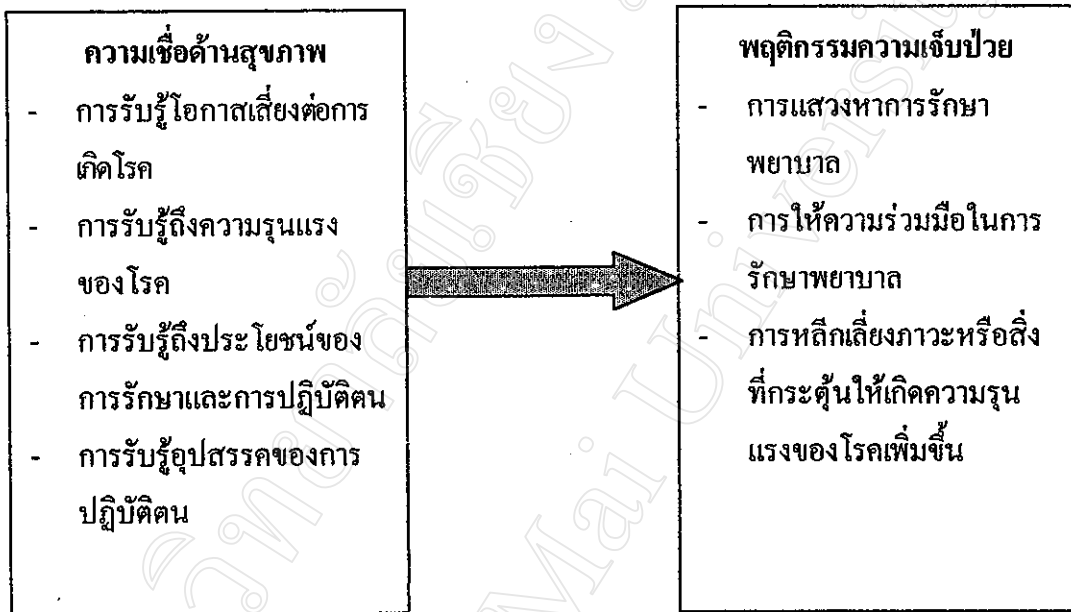 ความเชื่อด้านสุขภาพ
- การรับรู้โอกาสเสี่ยงต่อการ
เกิดโรค
- การรับรู้ถึงความรุนแรง
ของโรค
- การรับรู้ถึงประโยชน์ของ
การรักษาและการปฏิบัติตน
- การรับรู้อุปสรรคของการ
ปฏิบัติตน
พฤติกรรมความเจ็บป่วย
- การแสวงหาการรักษา
พยาบาล
- การให้ความร่วมมือในการ
รักษาพยาบาล
- การหลีกเลี่ยงภาวะหรือสิ่ง
ที่กระตุ้นให้เกิดความรุน
แรงของโรคเพิ่มขึ้น
Mai Universi